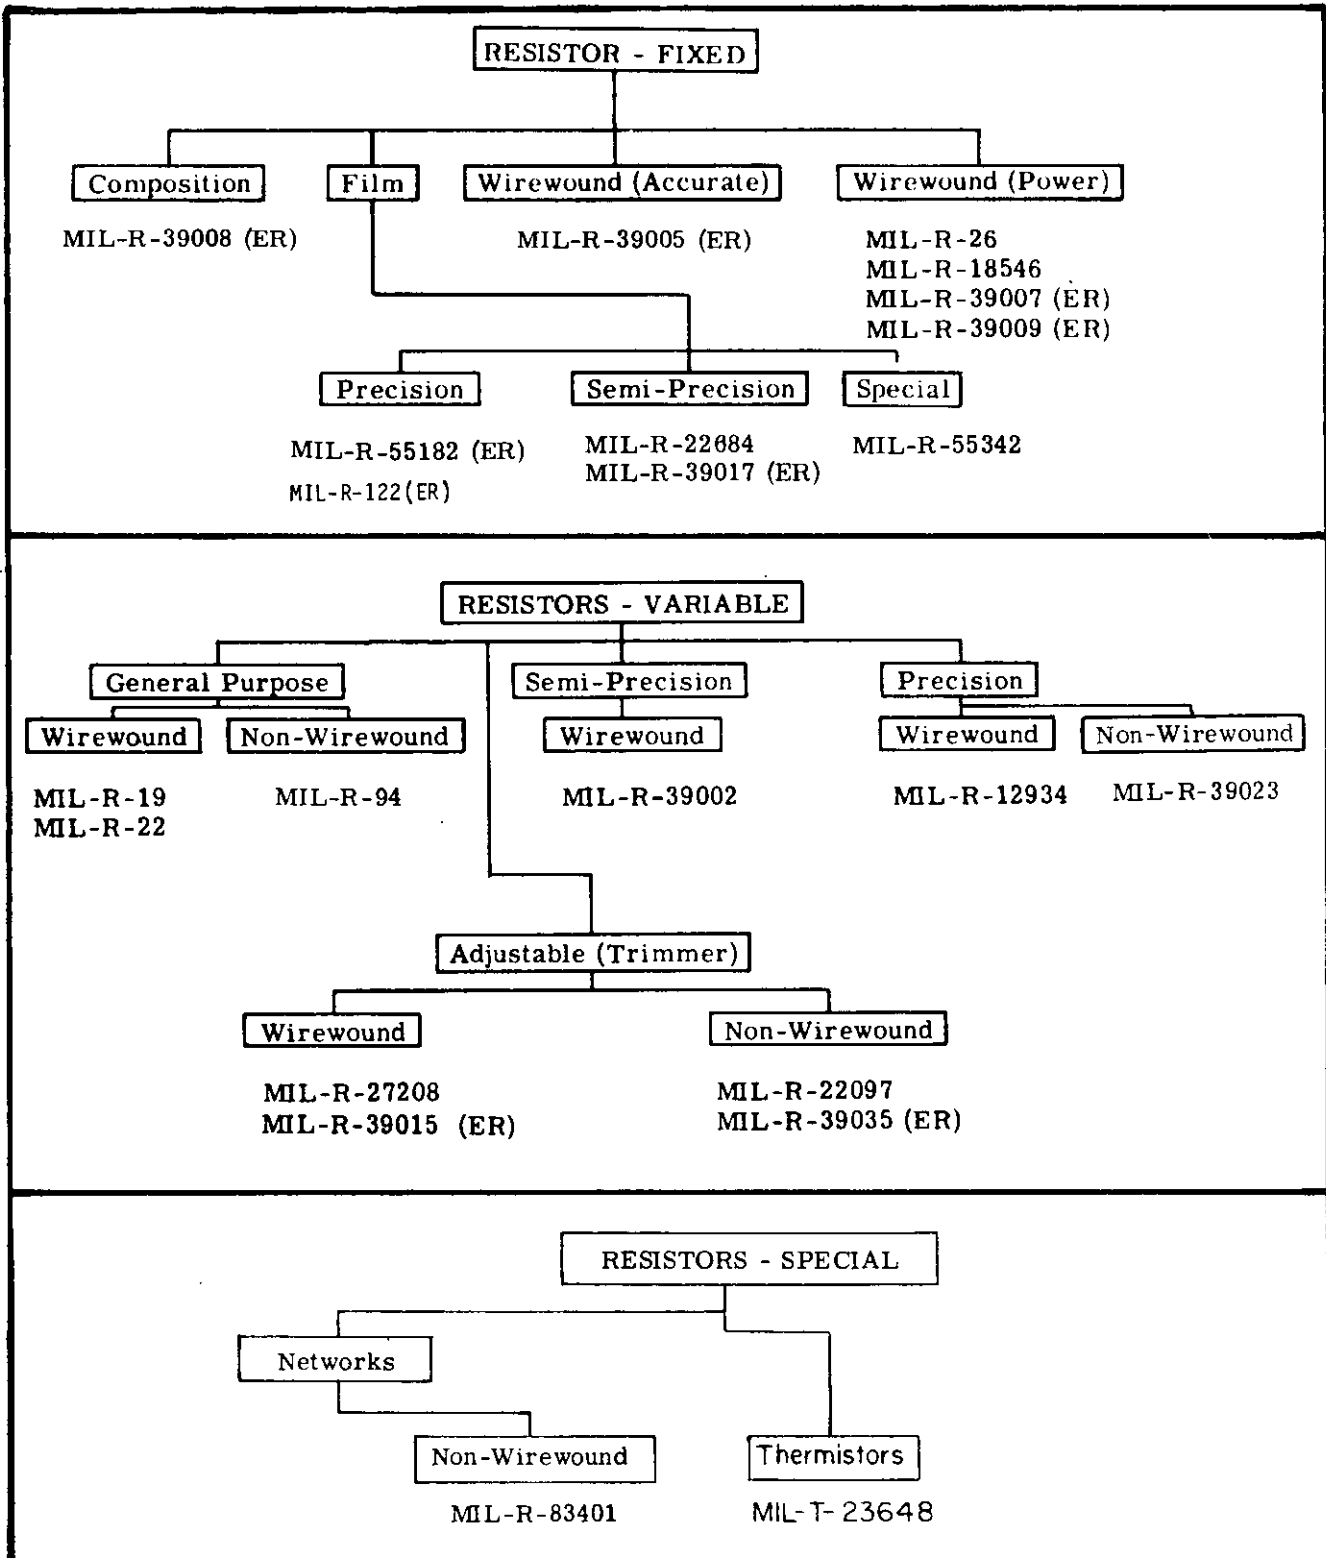 RESISTOR - FIXED
Composition
Film
Wirewound (Accurate)
Wirewound (Power)
MIL-R-39008 (ER)
MIL-R-39005 (ER)
MIL-R-26
MIL-R-18546
MIL-R-39007 (ER)
MIL-R-39009 (ER)
Precision
Semi-Precision
Special
MIL-R-55182 (ER)
MIL-R-122(ER)
MIL-R-22684
MIL-R-39017 (ER)
MIL-R-55342
RESISTORS - VARIABLE
General Purpose
Semi-Precision
Precision
Wirewound
Non-Wirewound
Wirewound
Wirewound
Non-Wirewound
MIL-R-19
MIL-R-22
MIL-R-94
MIL-R-39002
MIL-R-12934
MIL-R-39023
Adjustable (Trimmer)
Wirewound
Non-Wirewound
MIL-R-27208
MIL-R-39015 (ER)
MIL-R-22097
MIL-R-39035 (ER)
RESISTORS - SPECIAL
Networks
Non-Wirewound
Thermistors
MIL-R-83401
MIL-T-23648